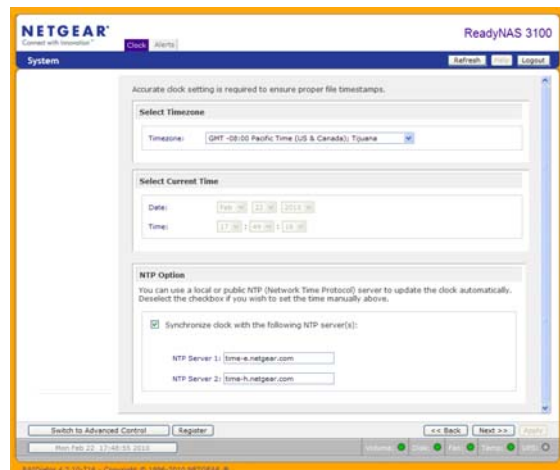 NETGEAR®
Connect with Innovation™
ReadyNAS 3100
Clock Alerts
System
Refresh Help Logout
Accurate clock setting is required to ensure proper file timestamps.
Select Timezone
Timezone: GMT -08:00 Pacific Time (US & Canada); Tijuana
Select Current Time
Date: Feb 22 2010
Time: 17 : 49 :
NTP Option
You can use a local or public NTP (Network Time Protocol) server to update the clock automatically.
Deselect the checkbox if you wish to set the time manually above.
Synchronize clock with the following NTP server(s):
NTP Server 1: time-e.netgear.com
NTP Server 2: time-h.netgear.com
Switch to Advanced Control Register << Back Next >> Apply
Mon Feb 22 17:48:55 2010 Volume: Disk: Fan: Temp: UPS: